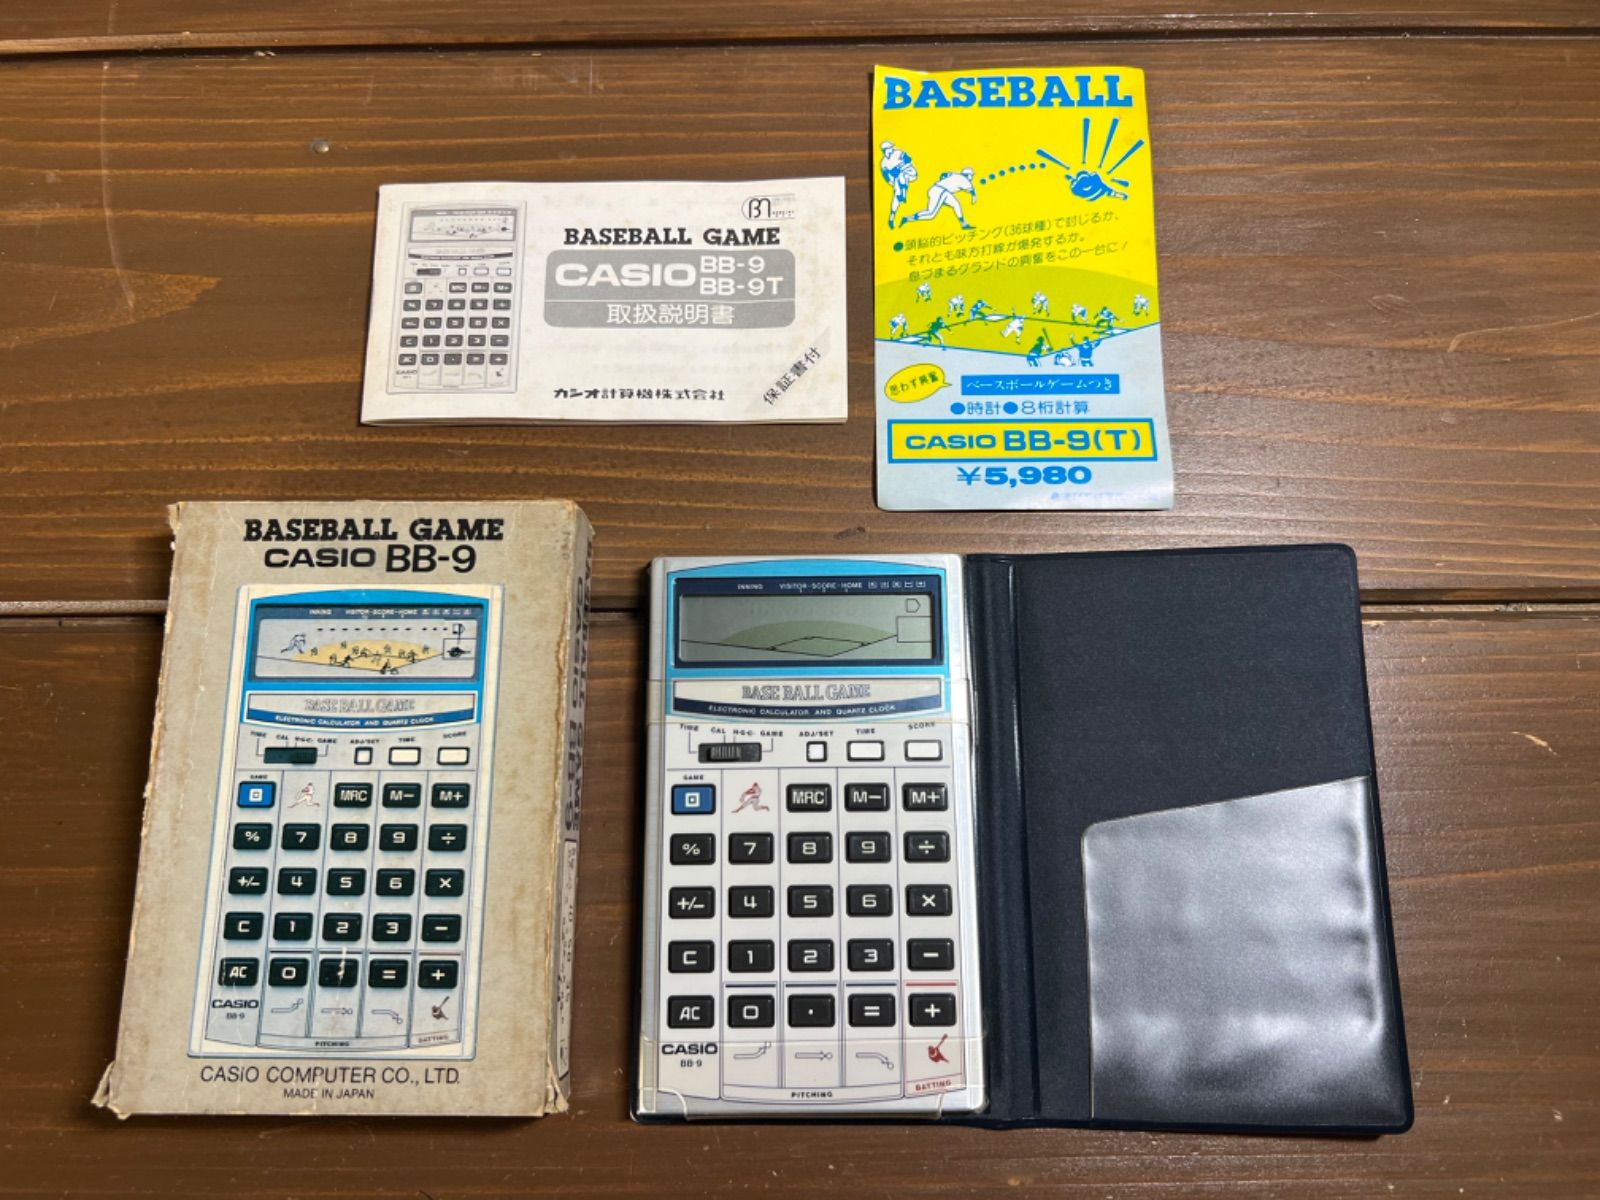 BASEBALL GAME
CASIO BB-9
BB-9T
取扱説明書
保証書付
カシオ計算機株式会社
BASEBALL
●頭脳的ピッチング(36球種)で封じるか、
それとも味方打線が爆発するか。
息づまるグランドの興奮をこの一台に！
思わず興奮
ベースボールゲームつき
●時計●8桁計算
CASIO BB-9(T)
¥5,980
BASEBALL GAME
CASIO BB-9
INNING VISITOR-SCORE-HOME
BASE BALL GAME
ELECTRONIC CALCULATOR AND QUARTZ CLOCK
TIME CAL H·G·C· GAME ADJ/SET TIME SCORE
GAME
MRC M− M+
% 7 8 9 ÷
+/− 4 5 6 ×
C 1 2 3 −
AC 0 · = +
CASIO
BB-9
PITCHING
BATTING
CASIO COMPUTER CO., LTD.
MADE IN JAPAN
INNING VISITOR-SCORE-HOME
BASE BALL GAME
ELECTRONIC CALCULATOR AND QUARTZ CLOCK
TIME CAL H·G·C· GAME ADJ/SET TIME SCORE
GAME
MRC M− M+
% 7 8 9 ÷
+/− 4 5 6 ×
C 1 2 3 −
AC 0 · = +
CASIO
BB-9
PITCHING
BATTING